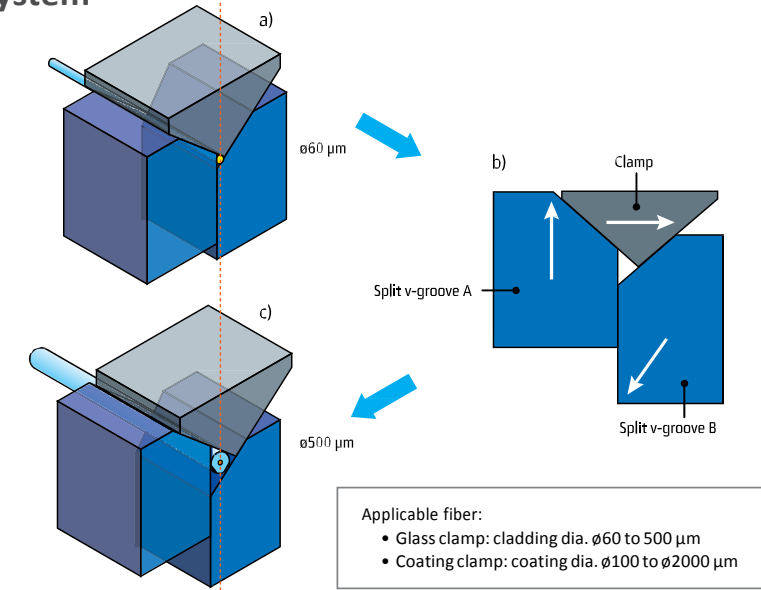 a)
ø60 µm
b)
Clamp
Split v-groove A
c)
ø500 µm
Split v-groove B
Applicable fiber:
• Glass clamp: cladding dia. ø60 to 500 µm
• Coating clamp: coating dia. ø100 to ø2000 µm